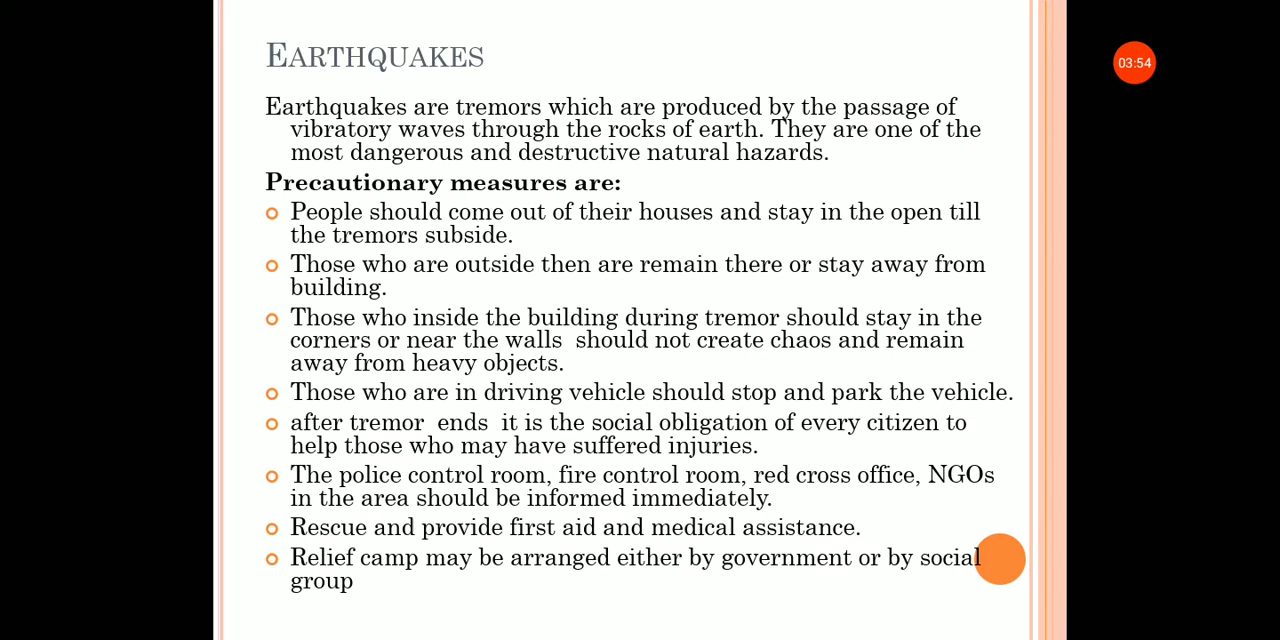 EARTHQUAKES
03:54
Earthquakes are tremors which are produced by the passage of
vibratory waves through the rocks of earth. They are one of the
most dangerous and destructive natural hazards.
Precautionary measures are:
People should come out of their houses and stay in the open till
the tremors subside.
Those who are outside then are remain there or stay away from
building.
Those who inside the building during tremor should stay in the
corners or near the walls  should not create chaos and remain
away from heavy objects.
Those who are in driving vehicle should stop and park the vehicle.
after tremor  ends  it is the social obligation of every citizen to
help those who may have suffered injuries.
The police control room, fire control room, red cross office, NGOs
in the area should be informed immediately.
Rescue and provide first aid and medical assistance.
Relief camp may be arranged either by government or by social
group